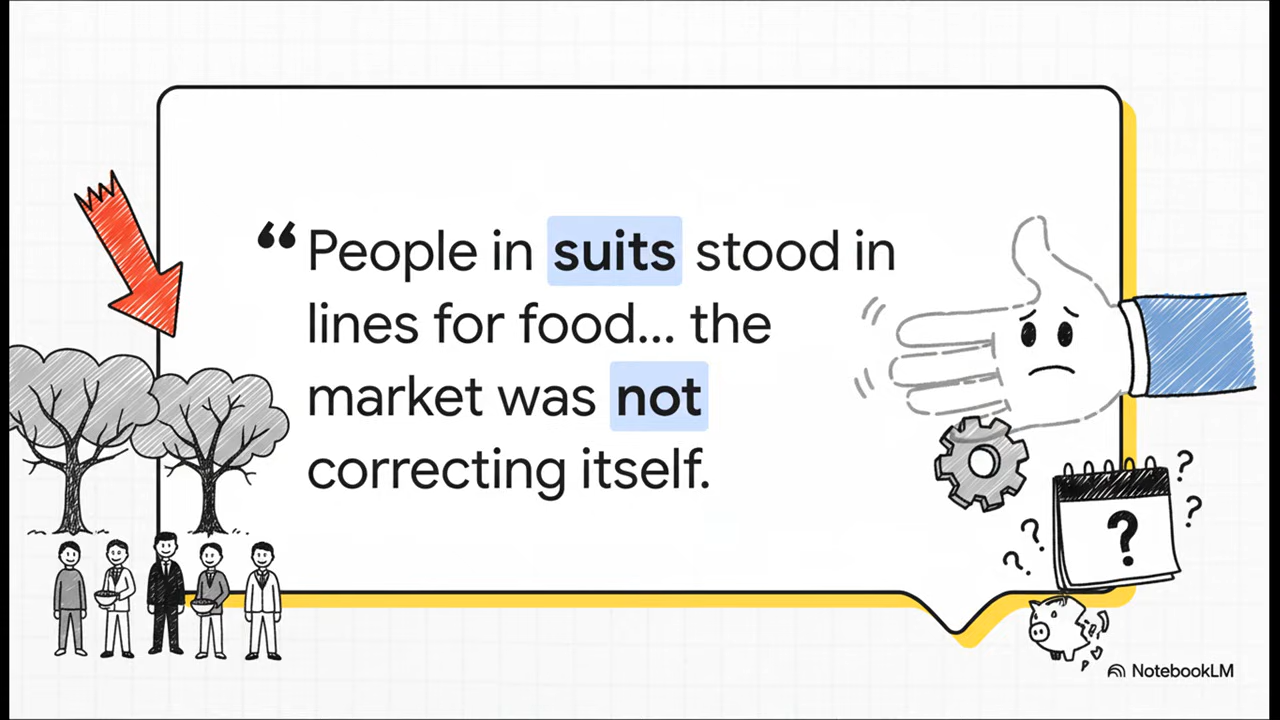 “People in suits stood in
lines for food... the
market was not
correcting itself.
?
?
?
?
?
NotebookLM